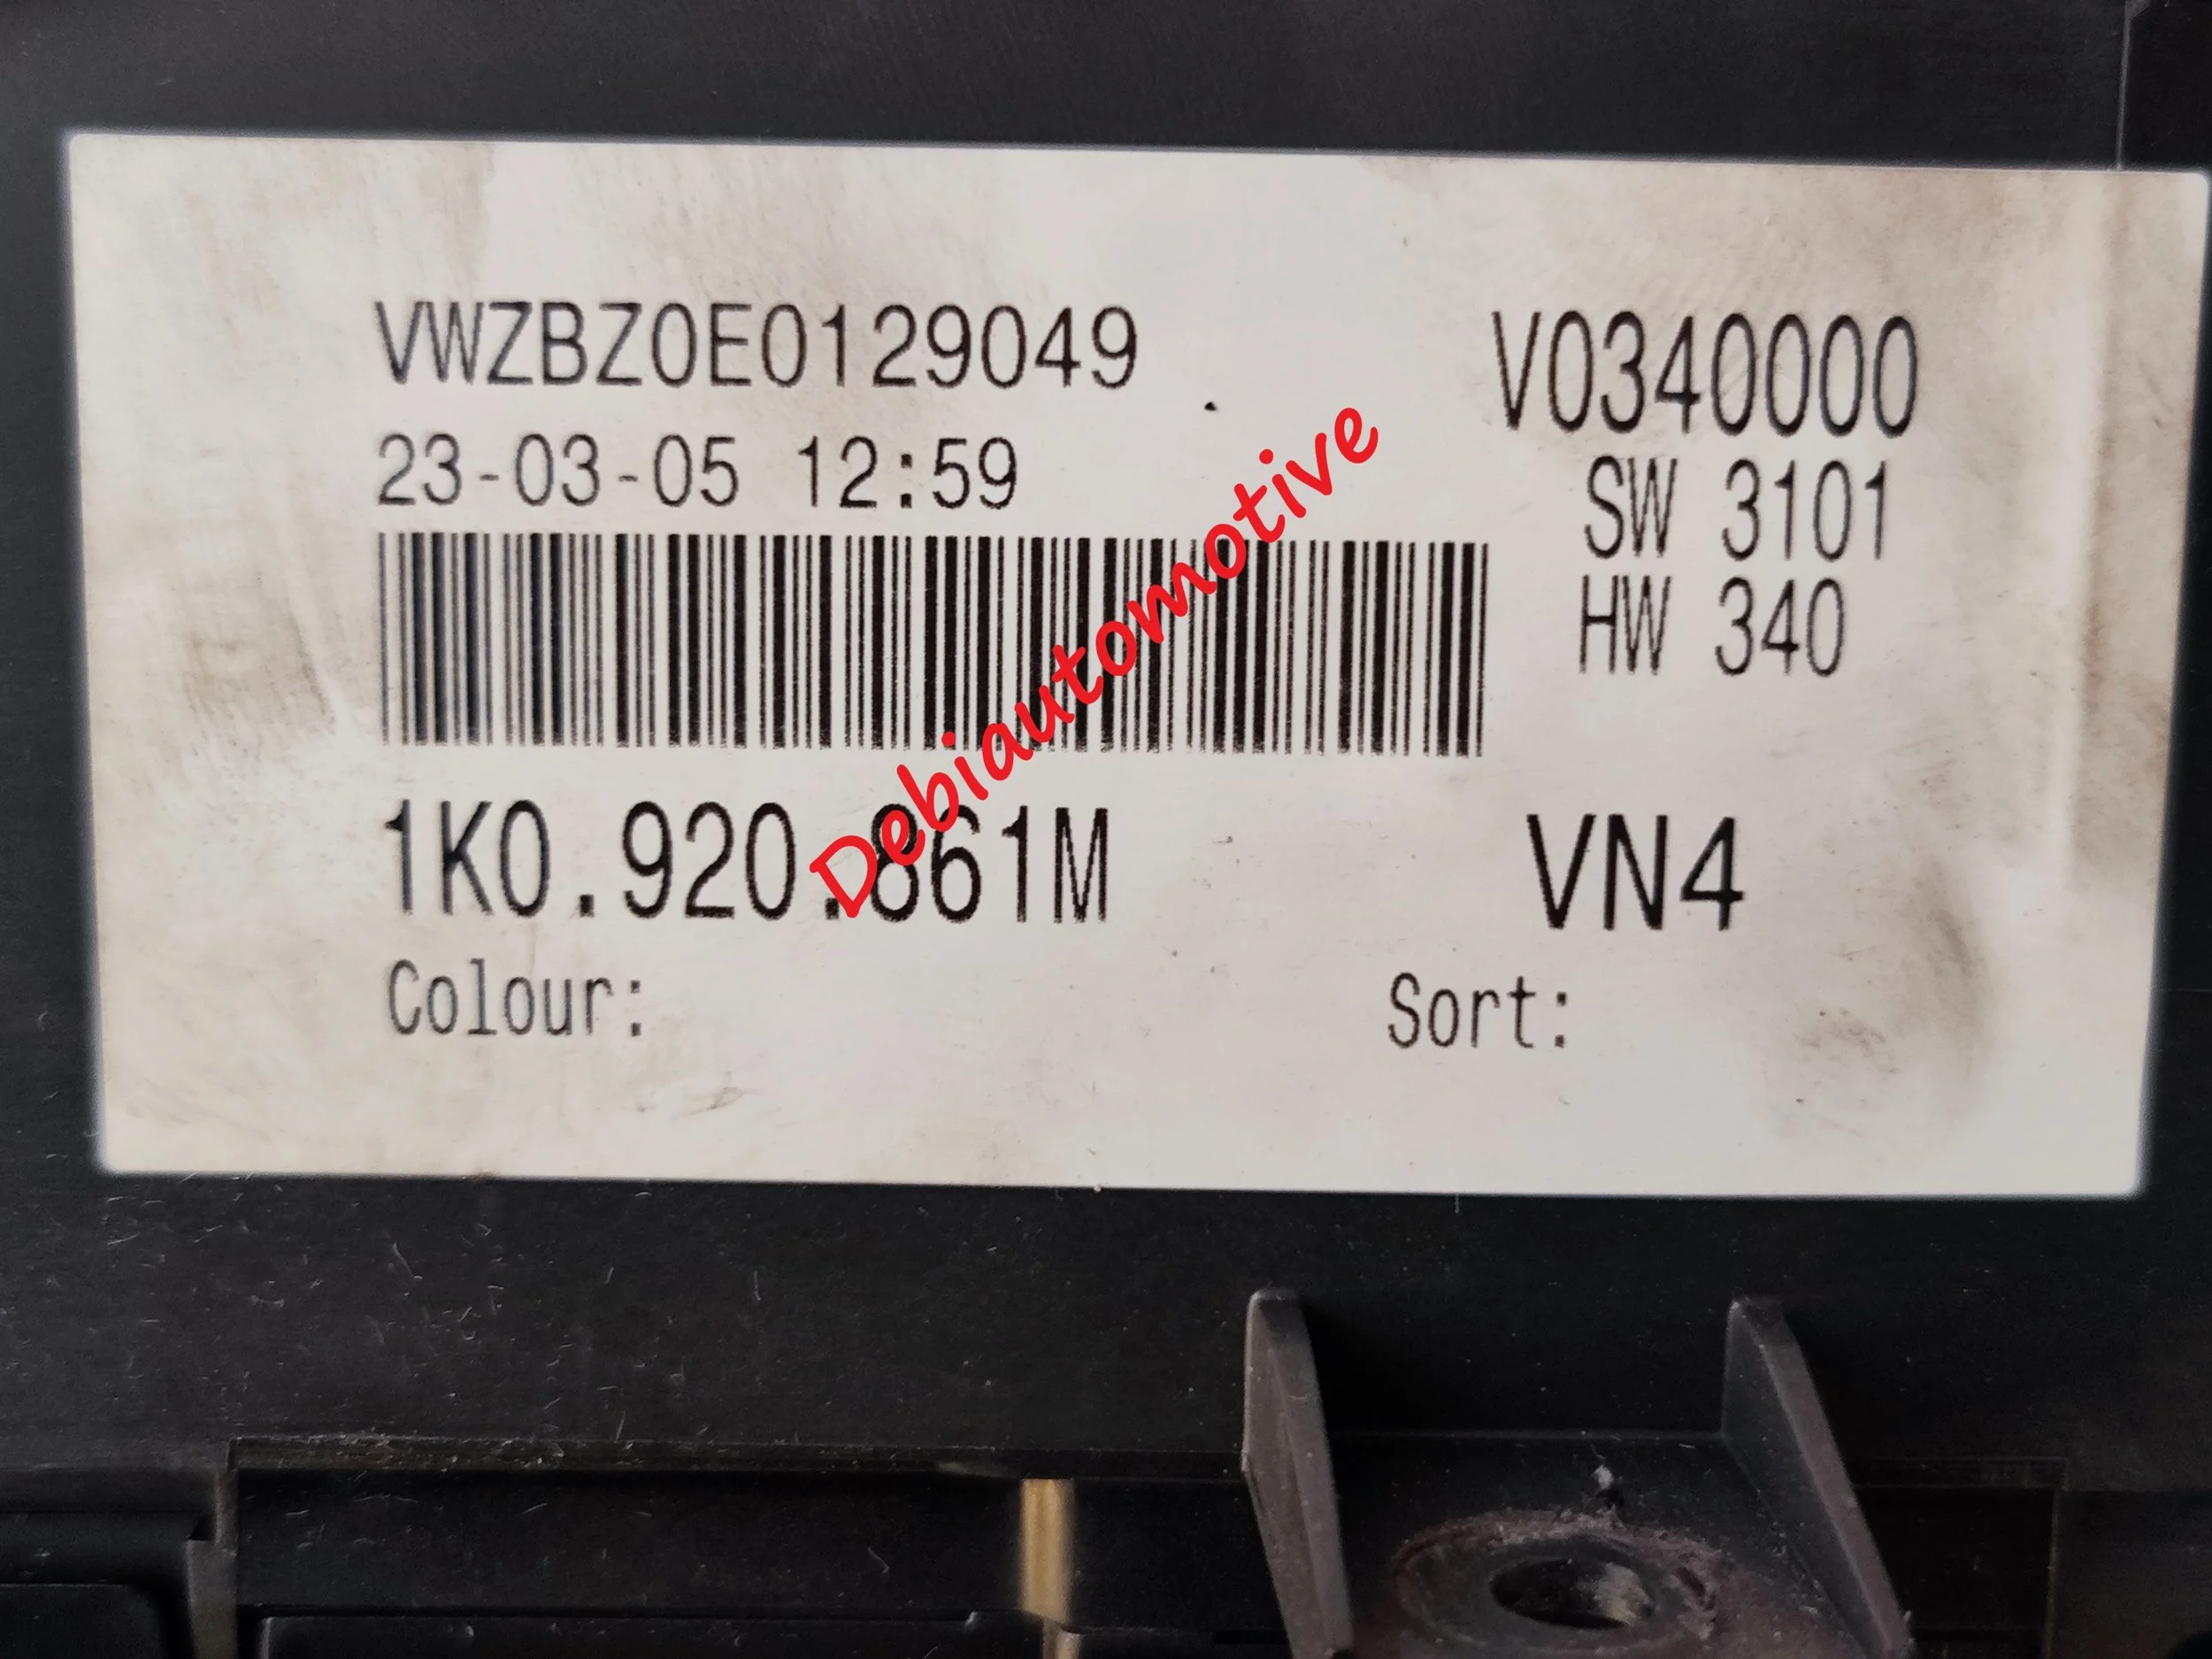 VWZBZ0E0129049
V0340000
23-03-05 12:59
SW 3101
HW 340
Debiautomotive
1K0.920.861M
VN4
Colour:
Sort: